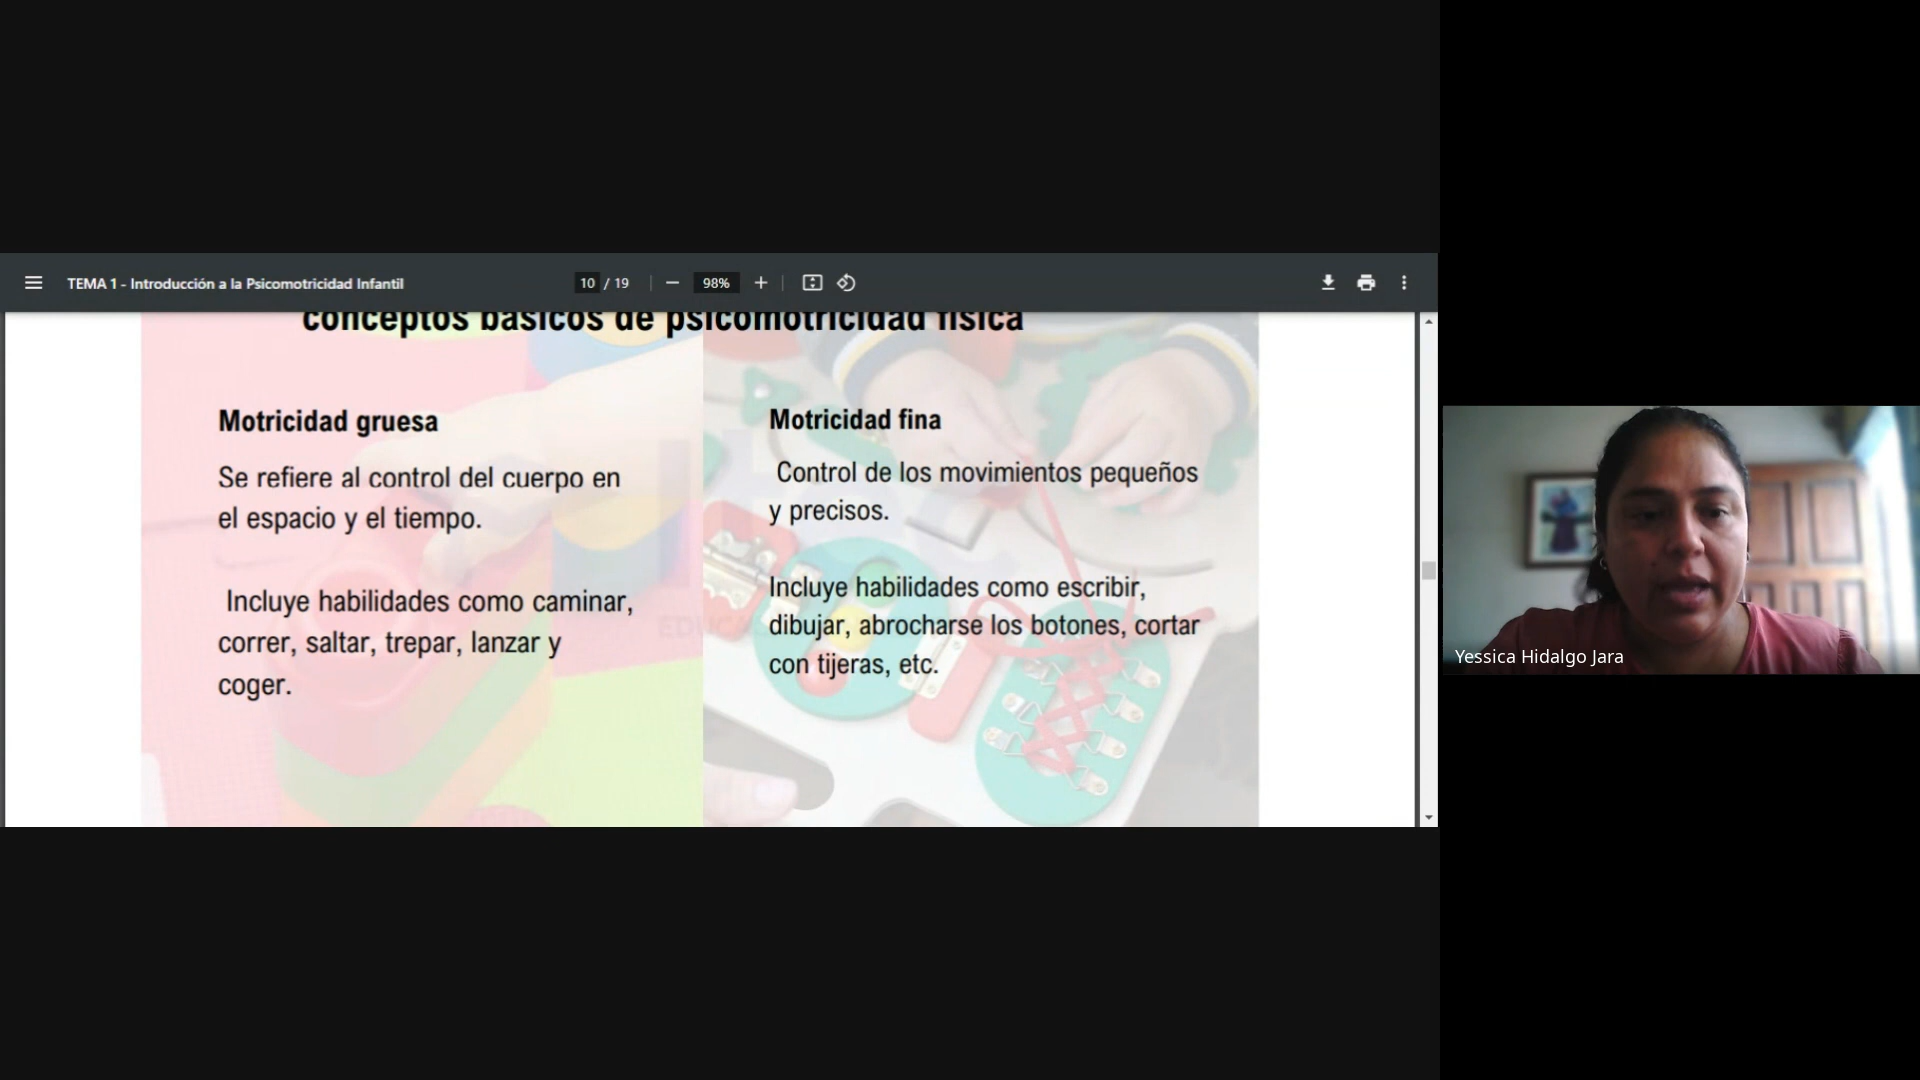 TEMA 1 - Introducción a la Psicomotricidad Infantil
10 / 19
98%
conceptos básicos de psicomotricidad física
Motricidad gruesa
Se refiere al control del cuerpo en
el espacio y el tiempo.
Incluye habilidades como caminar,
correr, saltar, trepar, lanzar y
coger.
Motricidad fina
Control de los movimientos pequeños
y precisos.
Incluye habilidades como escribir,
dibujar, abrocharse los botones, cortar
con tijeras, etc.
Yessica Hidalgo Jara